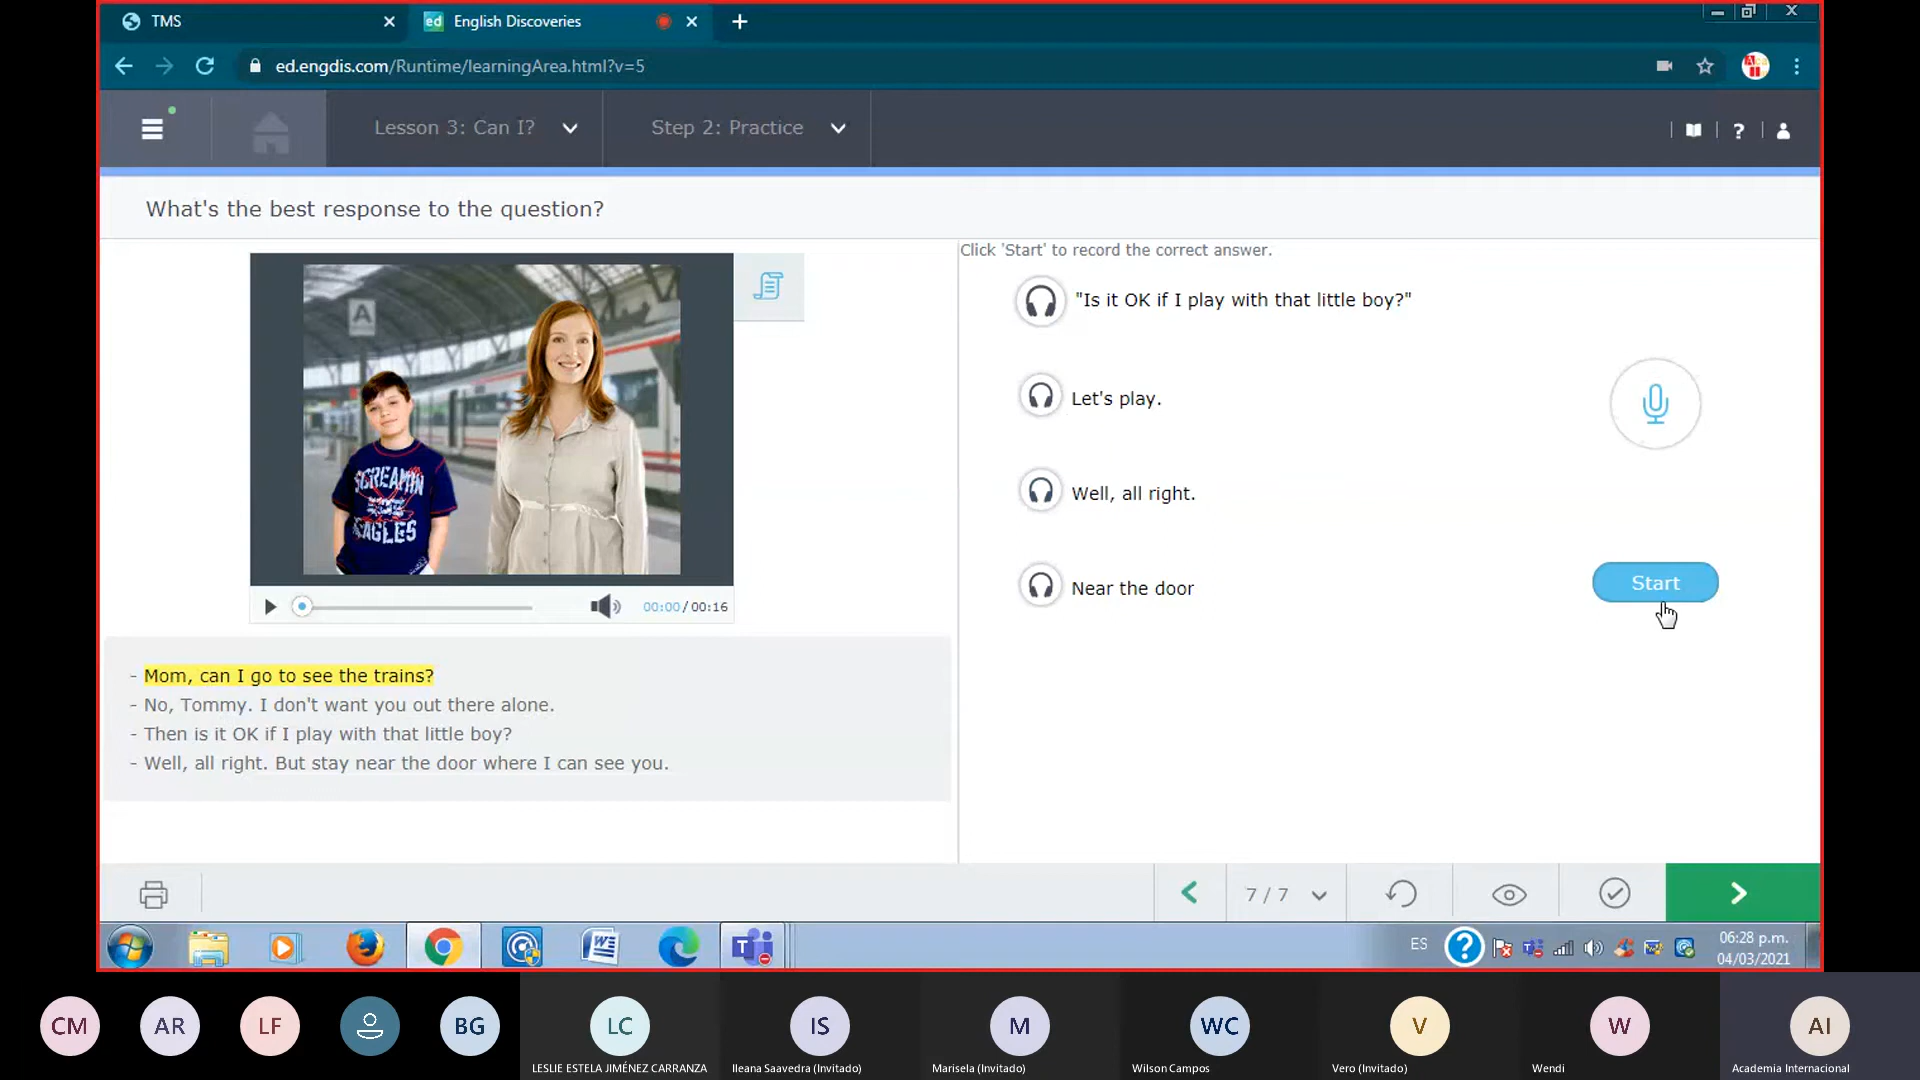 TMS
English Discoveries
ed.engdis.com/Runtime/learningArea.html?v=5
Lesson 3: Can I?
Step 2: Practice
?
What's the best response to the question?
Click 'Start' to record the correct answer.
"Is it OK if I play with that little boy?"
Let's play.
Well, all right.
Near the door
Start
A
SCREAMIN
EAGLES
00:00/00:16
- Mom, can I go to see the trains?
- No, Tommy. I don't want you out there alone.
- Then is it OK if I play with that little boy?
- Well, all right. But stay near the door where I can see you.
7 / 7
ES
06:28 p.m.
04/03/2021
CM
AR
LF
BG
LC
IS
M
WC
V
W
AI
LESLIE ESTELA JIMÉNEZ CARRANZA
Ileana Saavedra (Invitado)
Marisela (Invitado)
Wilson Campos
Vero (Invitado)
Wendi
Academia Internacional